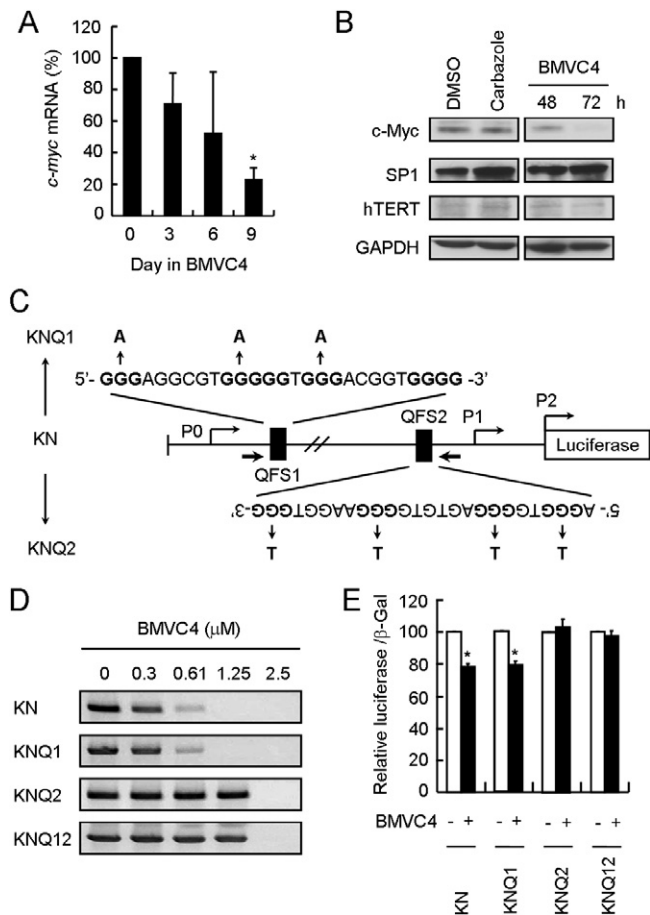 A
c-myc mRNA (%)
120
100
80
60
40
20
0
*
0 3 6 9
Day in BMVC4
B
DMSO
Carbazole
BMVC4
48 72 h
c-Myc
SP1
hTERT
GAPDH
C
KNQ1
A A A
5'- GGGAGGCGTGGGGGTGGGACGGTGGGG -3'
KN
P0
QFS1
QFS2
P1
P2
Luciferase
KNQ2
5'-
-3'
T T T T
D
BMVC4 (μM)
0 0.3 0.61 1.25 2.5
KN
KNQ1
KNQ2
KNQ12
E
Relative luciferase /β-Gal
120
100
80
60
40
20
0
* *
BMVC4 - + - + - + - +
KN
KNQ1
KNQ2
KNQ12